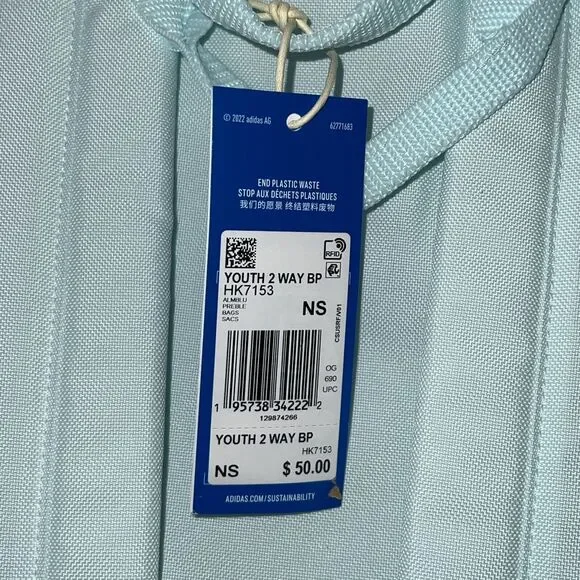 © 2022 adidas AG 62771683
END PLASTIC WASTE
STOP AUX DÉCHETS PLASTIQUES
我们的愿景 终结塑料废物
RFID
YOUTH 2 WAY BP
HK7153
ALMBLU
PREBLE
BAGS
SACS
NS
CSUSRF/V01
OG
690
UPC
1 95738 34222 2
129874266
YOUTH 2 WAY BP
HK7153
NS $ 50.00
ADIDAS.COM/SUSTAINABILITY